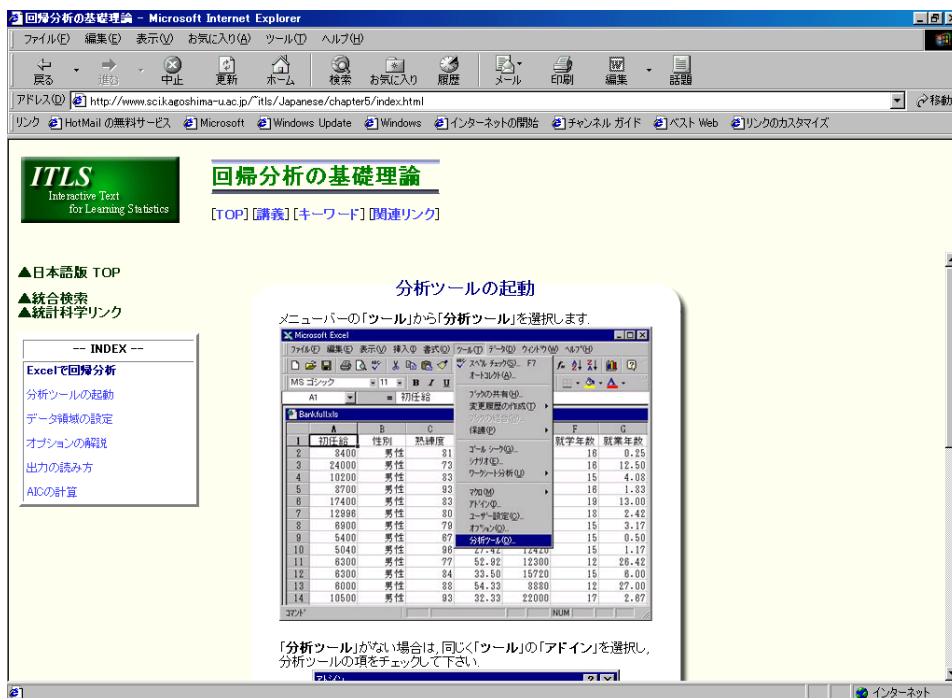 回帰分析の基礎理論 - Microsoft Internet Explorer
ファイル(F) 編集(E) 表示(V) お気に入り(A) ツール(T) ヘルプ(H)
戻る 進む 中止 更新 ホーム 検索 お気に入り 履歴 メール 印刷 編集 話題
アドレス(D) http://www.sci.kagoshima-u.ac.jp/~itls/Japanese/chapter5/index.html 移動
リンク HotMail の無料サービス Microsoft Windows Update Windows インターネットの開始 チャンネル ガイド ベスト Web リンクのカスタマイズ
ITLS
Interactive Text
for Learning Statistics
回帰分析の基礎理論
[TOP] [講義] [キーワード] [関連リンク]
▲日本語版 TOP
▲統合検索
▲統計科学リンク
-- INDEX --
Excelで回帰分析
分析ツールの起動
データ領域の設定
オプションの解説
出力の読み方
AICの計算
分析ツールの起動
メニューバーの「ツール」から「分析ツール」を選択します.
Microsoft Excel
ファイル(F) 編集(E) 表示(V) 挿入(I) 書式(O) ツール(T) データ(D) ウィンドウ(W) ヘルプ(H)
MS ゴシック 11 B I U
A1 = 初任給
Bankfull.xls
A B C F G
1 初任給 性別 熟練度 就学年数 就業年数
2 8400 男性 81 16 0.25
3 24000 男性 73 16 12.50
4 10200 男性 83 15 4.08
5 8700 男性 93 16 1.83
6 17400 男性 83 19 13.00
7 12996 男性 80 18 2.42
8 6900 男性 79 15 3.17
9 5400 男性 67 15 0.50
10 5040 男性 96 27.42 12420 15 1.17
11 6300 男性 77 52.92 12300 12 26.42
12 6300 男性 84 33.50 15720 15 6.00
13 6000 男性 88 54.33 8880 12 27.00
14 10500 男性 93 32.33 22000 17 2.67
スペル チェック(S)... F7
オートコレクト(A)...
ブックの共有(H)...
変更履歴の作成(T)
保護(P)
ゴール シーク(G)...
シナリオ(E)...
ワークシート分析(U)
マクロ(M)
アドイン(I)...
ユーザー設定(C)...
オプション(O)...
分析ツール(D)...
コマンド NUM
「分析ツール」がない場合は, 同じく「ツール」の「アドイン」を選択し,
分析ツールの項をチェックして下さい.
アドイン
インターネット